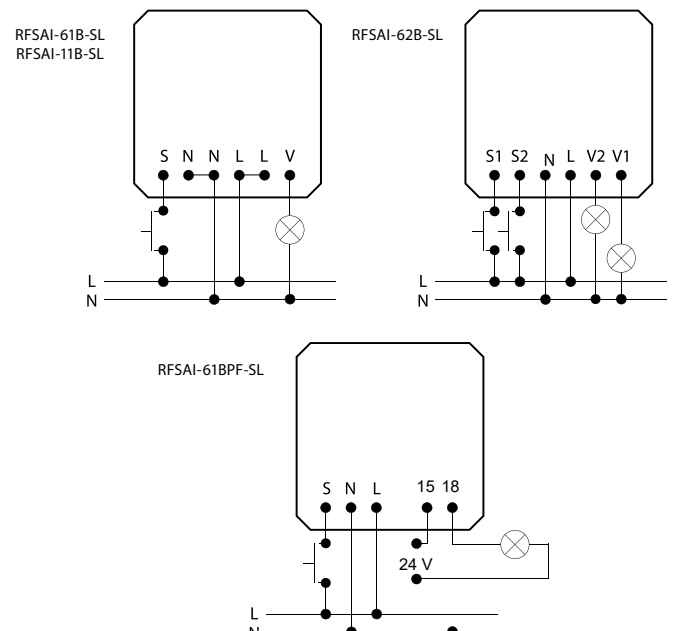 RFSAI-61B-SL
RFSAI-11B-SL
S N N L L V
L
N
RFSAI-62B-SL
S1 S2 N L V2 V1
L
N
RFSAI-61BPF-SL
S N L 15 18
24 V
L
N